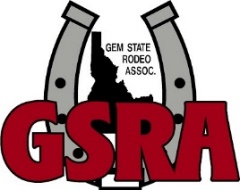 GEM STATE
RODEO
ASSOC.
GSRA